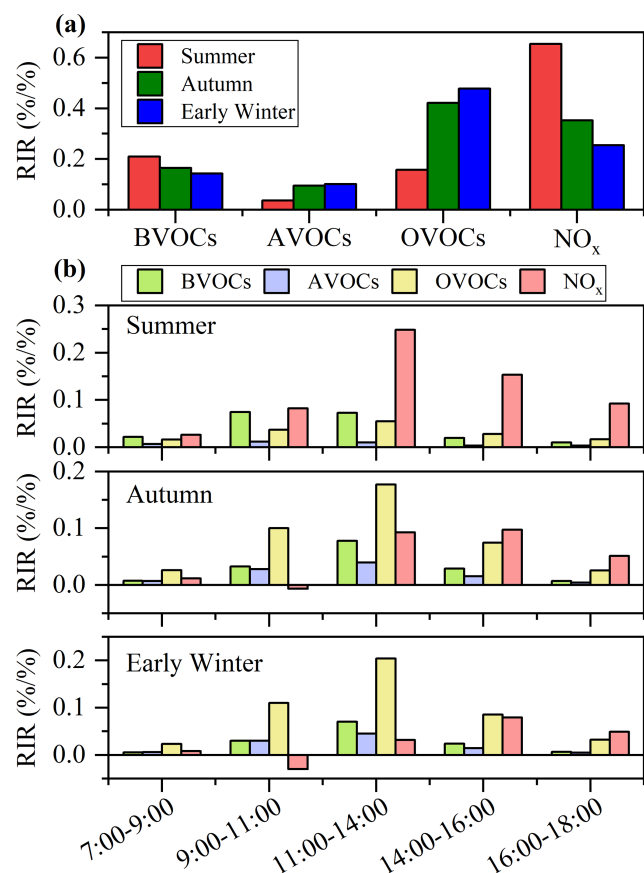 (a)
RIR (%/%)
0.6
0.4
0.2
0.0
Summer
Autumn
Early Winter
BVOCs AVOCs OVOCs NOx
(b)
BVOCs AVOCs OVOCs NOx
RIR (%/%)
0.3
0.2
0.1
0.0
Summer
RIR (%/%)
0.2
0.1
0.0
Autumn
RIR (%/%)
0.2
0.1
0.0
Early Winter
7:00-9:00 9:00-11:00 11:00-14:00 14:00-16:00 16:00-18:00